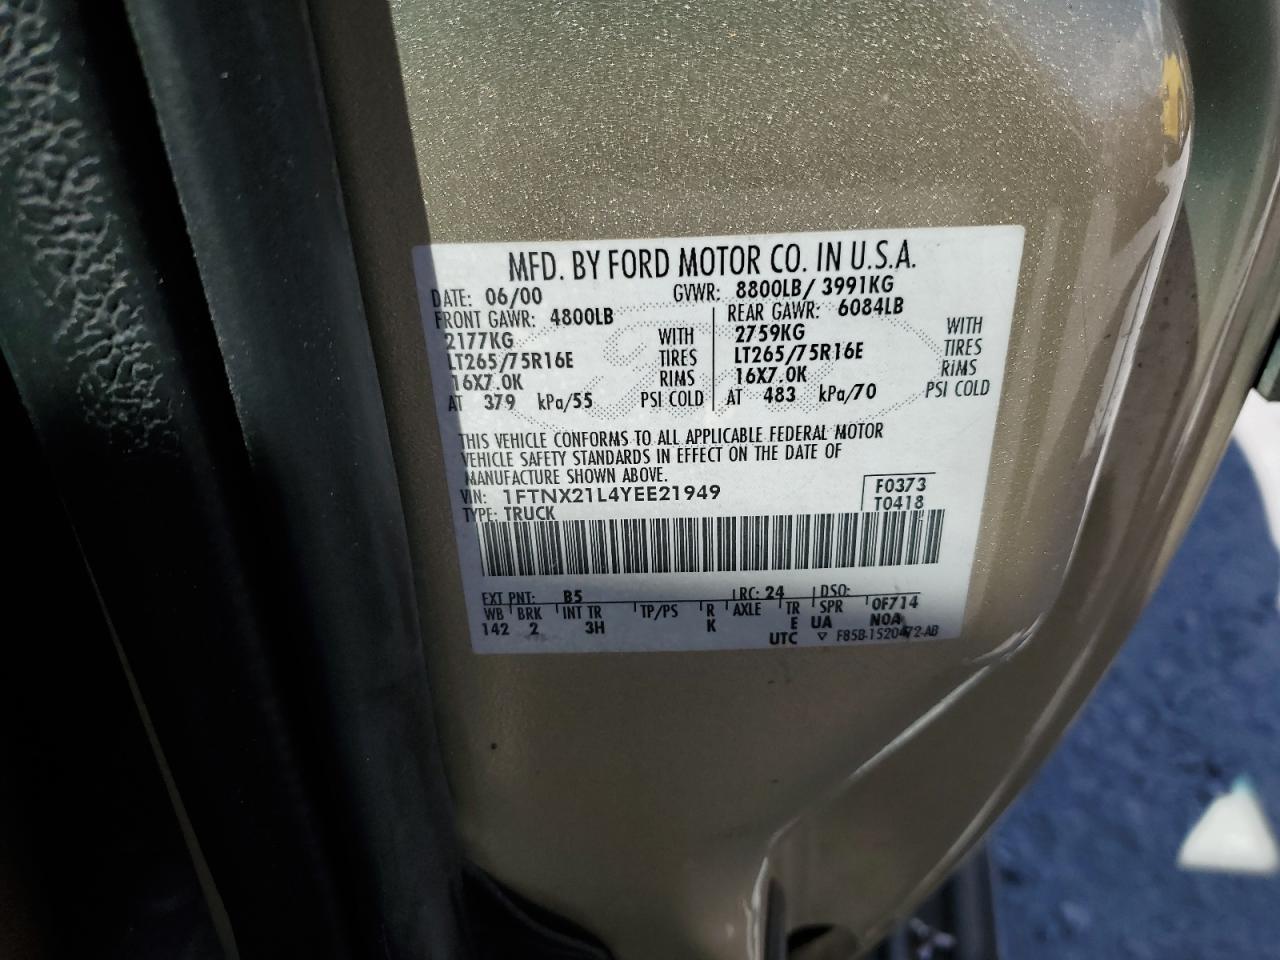 MFD. BY FORD MOTOR CO. IN U.S.A.
DATE: 06/00 GVWR: 8800LB/ 3991KG
FRONT GAWR: 4800LB REAR GAWR: 6084LB
2177KG WITH 2759KG WITH
LT265/75R16E TIRES LT265/75R16E TIRES
16X7.0K RIMS 16X7.0K RIMS
AT 379 kPa/55 PSI COLD AT 483 kPa/70 PSI COLD
THIS VEHICLE CONFORMS TO ALL APPLICABLE FEDERAL MOTOR
VEHICLE SAFETY STANDARDS IN EFFECT ON THE DATE OF
MANUFACTURE SHOWN ABOVE.
VIN: 1FTNX21L4YEE21949 F0373
TYPE: TRUCK T0418
EXT PNT: B5 RC: 24 DSO:
WB BRK INT TR TP/PS R AXLE TR SPR 0F714
142 2 3H K E UA NOA
UTC ▽ F85B-1520472-AB